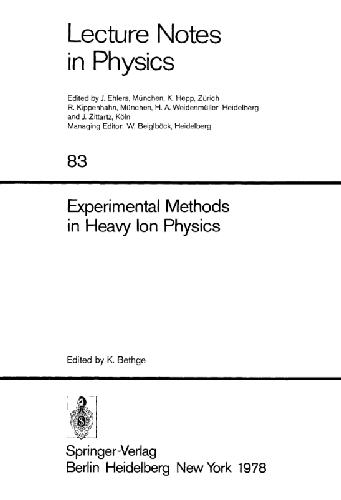 Lecture Notes
in Physics
Edited by J. Ehlers, München, K. Hepp, Zürich
R. Kippenhahn, München, H. A. Weidenmüller, Heidelberg
and J. Zittartz, Köln
Managing Editor: W. Beiglböck, Heidelberg
83
Experimental Methods
in Heavy Ion Physics
Edited by K. Bethge
Springer-Verlag
Berlin Heidelberg New York 1978